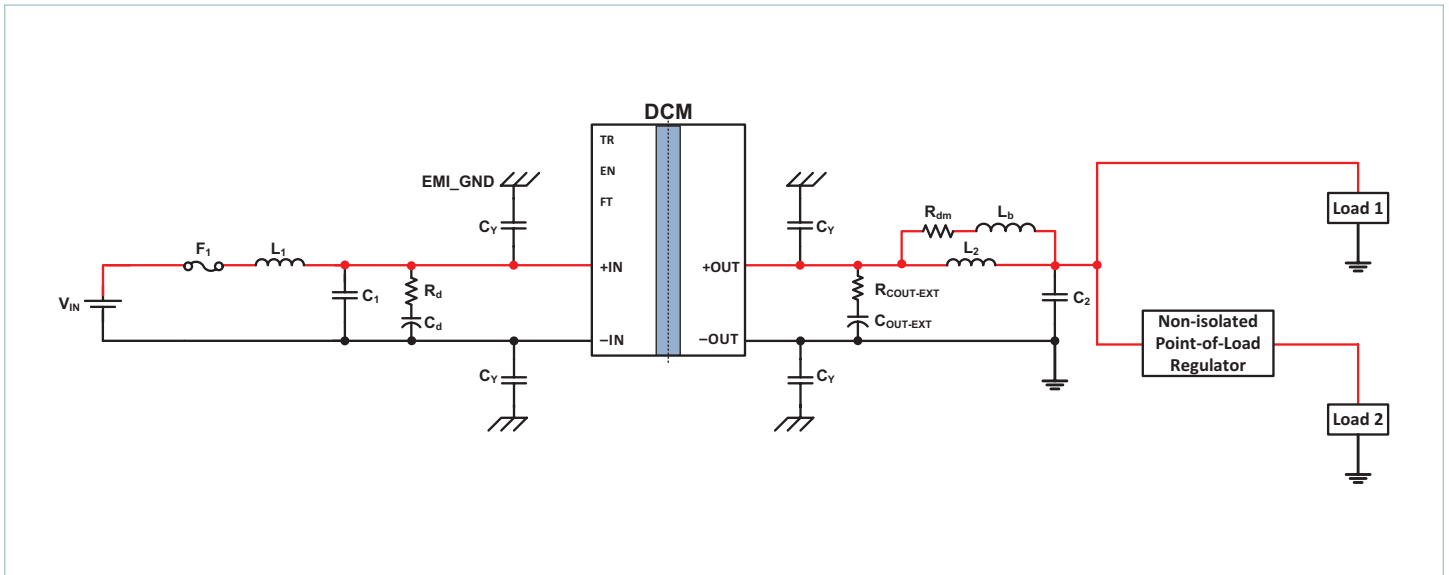 DCM
TR
EN
FT
EMI_GND
CY
CY
Rdm
Lb
L2
Load 1
F1
L1
+IN
+OUT
VIN
C1
Rd
Cd
RCOUT-EXT
COUT-EXT
C2
–IN
–OUT
Non-isolated
Point-of-Load
Regulator
CY
CY
Load 2